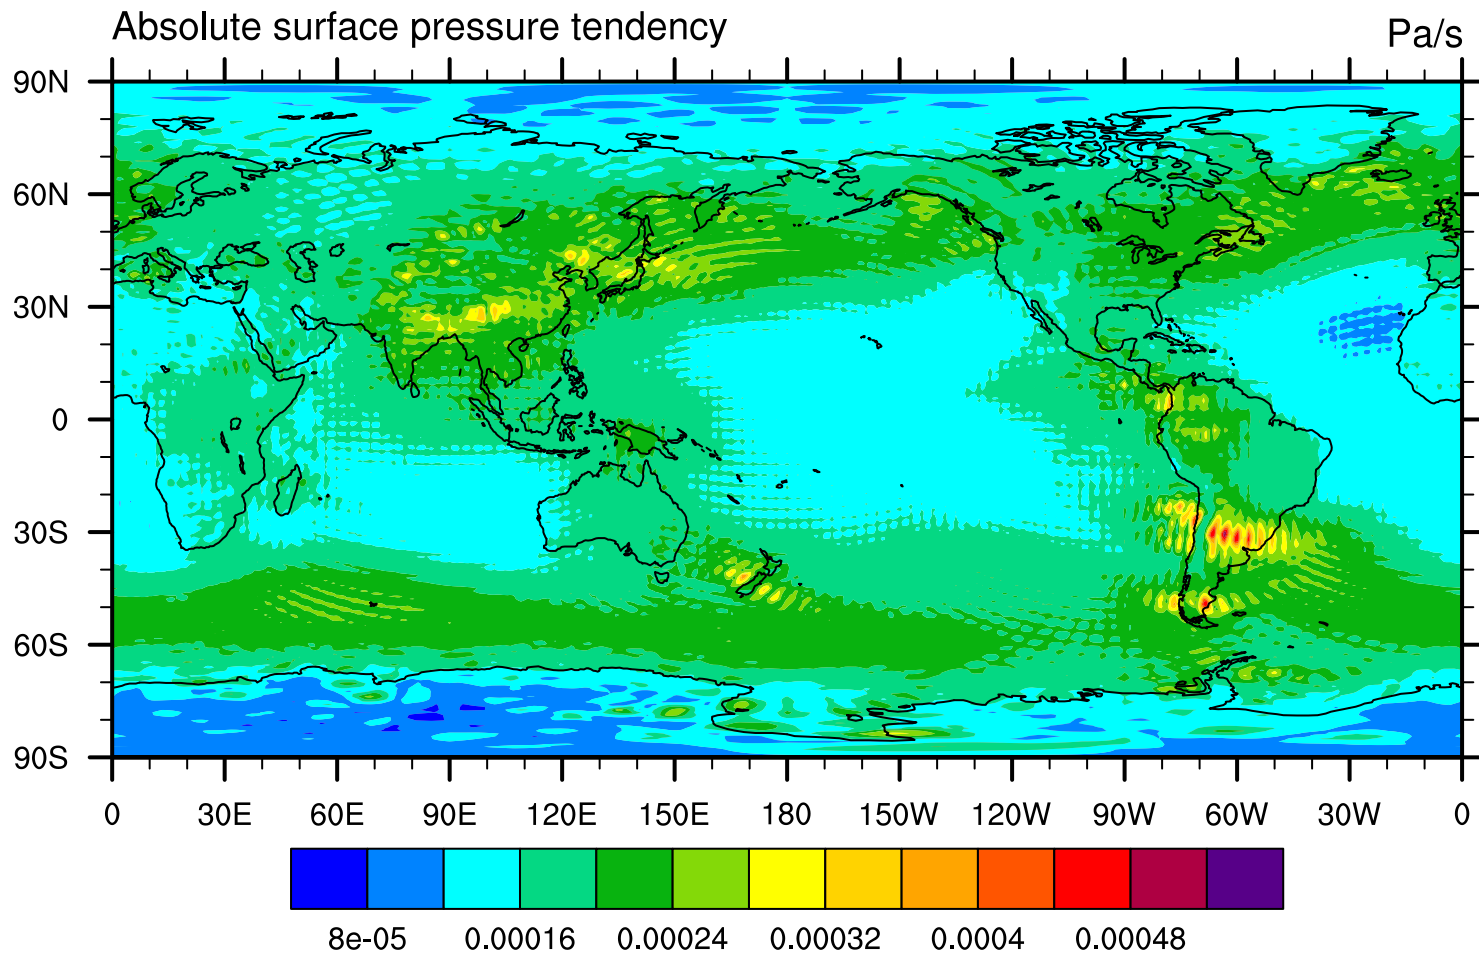 Absolute surface pressure tendency
Pa/s
90N
60N
30N
0
30S
60S
90S
0 30E 60E 90E 120E 150E 180 150W 120W 90W 60W 30W 0
8e-05 0.00016 0.00024 0.00032 0.0004 0.00048